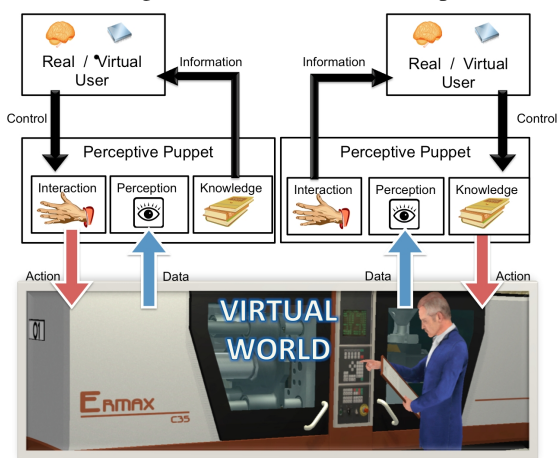 Real / Virtual
User
Information
Control
Perceptive Puppet
Interaction
Perception
Knowledge
Action
Data
Real / Virtual
User
Information
Control
Perceptive Puppet
Interaction
Perception
Knowledge
Data
Action
VIRTUAL
WORLD
01
ERMAX
C35